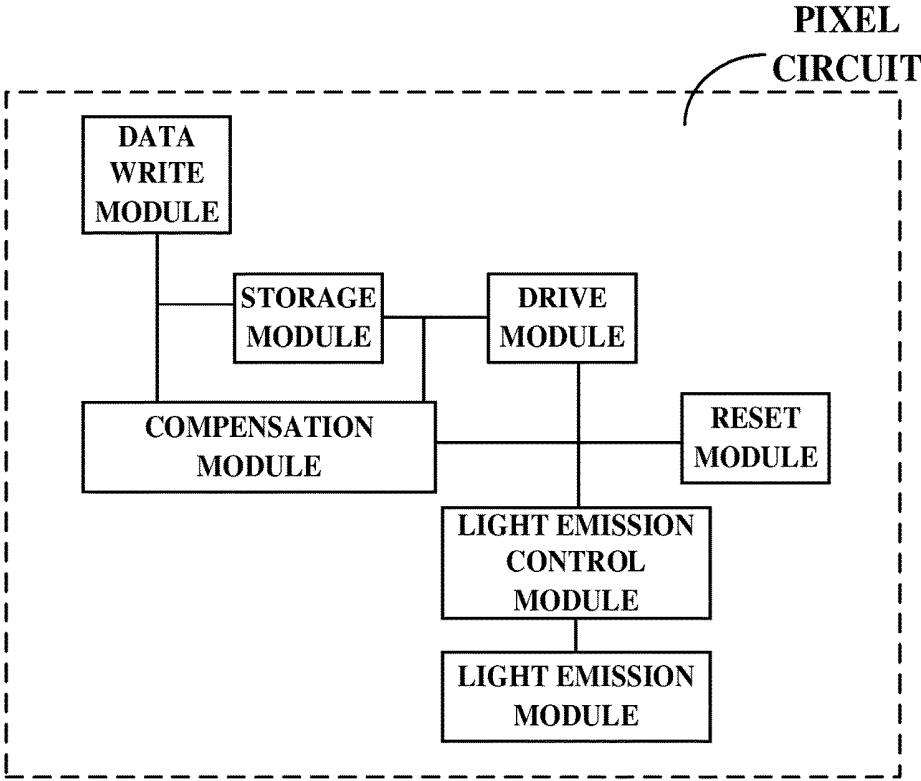 PIXEL
CIRCUIT
DATA
WRITE
MODULE
STORAGE
MODULE
DRIVE
MODULE
COMPENSATION
MODULE
RESET
MODULE
LIGHT EMISSION
CONTROL
MODULE
LIGHT EMISSION
MODULE